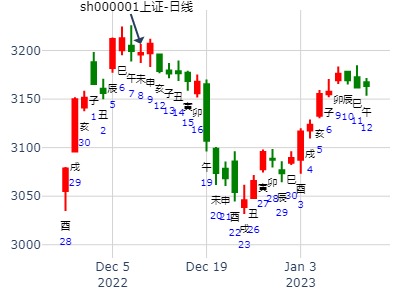 sh000001上证-日线
3200
3150
3100
3050
3000
酉
28
戌
29
亥
30
子
1
丑
2
辰
5
巳
6
午
7
未
8
申
9
亥
12
子
13
丑
14
寅
15
卯
16
午
19
未
20
申
21
酉
22
戌
23
丑
26
寅
27
卯
28
辰
29
巳
30
申
3
戌
4
亥
5
子
6
卯
9
辰
10
巳
11
午
12
Dec 5
2022
Dec 19
Jan 3
2023